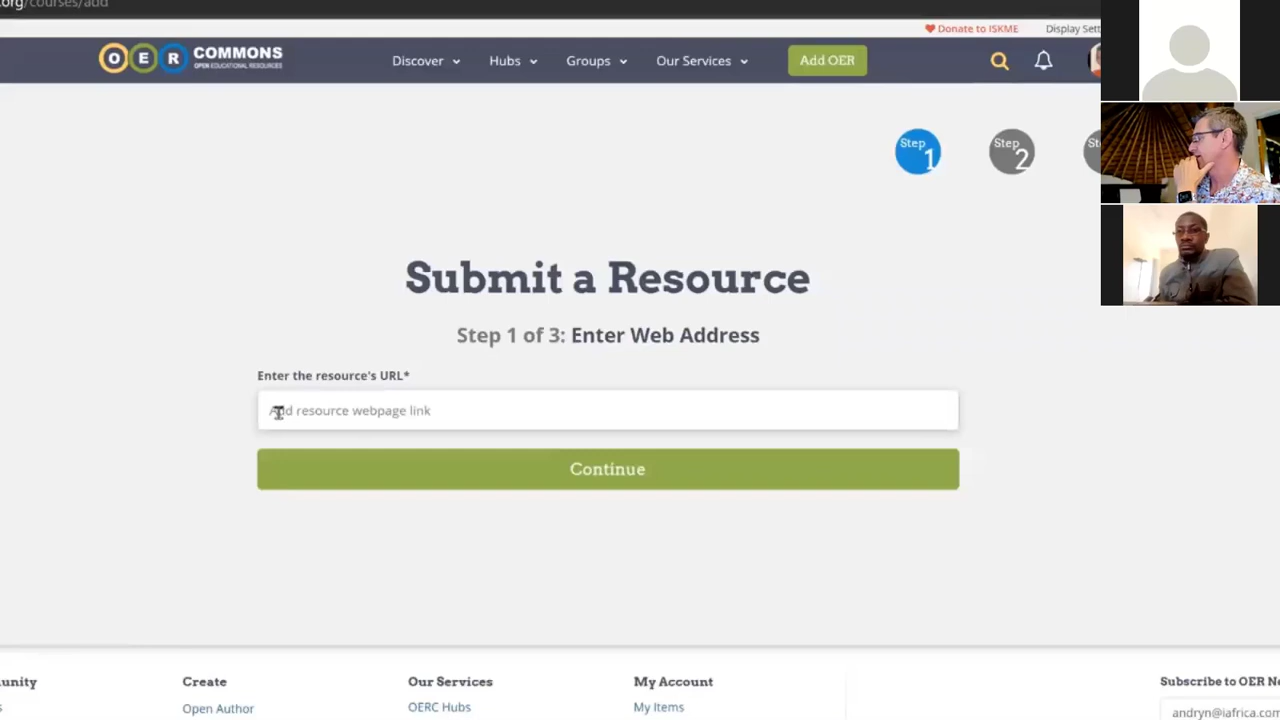 .org/courses/add
Donate to ISKME
Display Sett
O E R COMMONS
OPEN EDUCATIONAL RESOURCES
Discover
Hubs
Groups
Our Services
Add OER
Step 1
Step 2
St
Submit a Resource
Step 1 of 3: Enter Web Address
Enter the resource's URL*
Add resource webpage link
Continue
unity
Create
Our Services
My Account
Subscribe to OER Ne
s
Open Author
OERC Hubs
My Items
andryn@iafrica.com